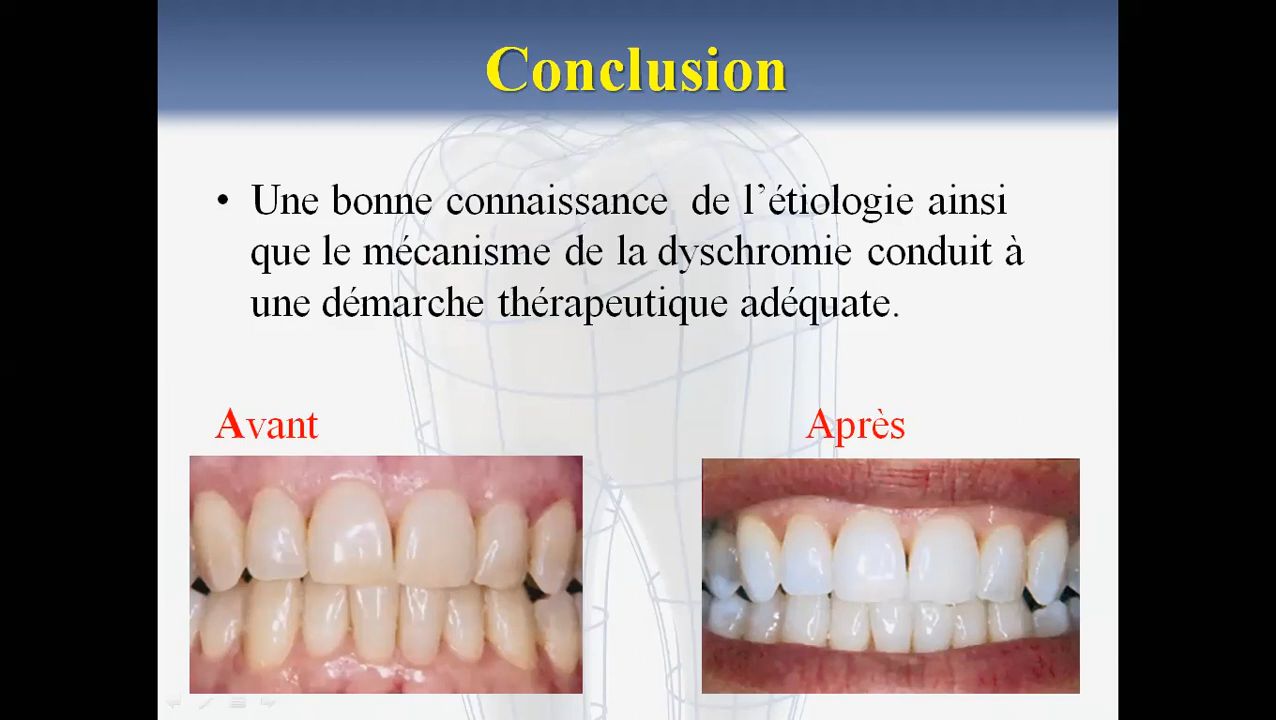 Conclusion
• Une bonne connaissance de l’étiologie ainsi
que le mécanisme de la dyschromie conduit à
une démarche thérapeutique adéquate.
Avant
Après